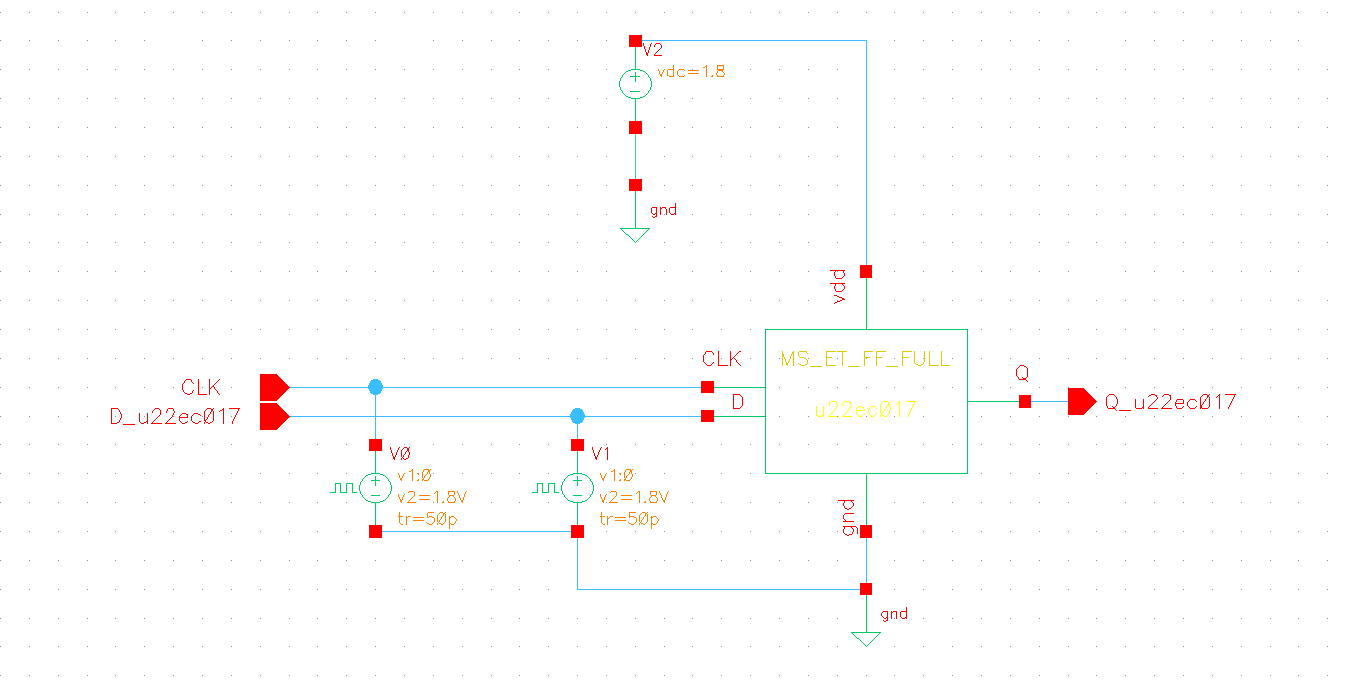 V2
vdc=1.8
gnd
vdd
CLK
MS_ET_FF_FULL
Q
CLK
D
D_u22ec017
u22ec017
Q_u22ec017
V0
v1:0
v2=1.8V
tr=50p
V1
v1:0
v2=1.8V
tr=50p
gnd
gnd